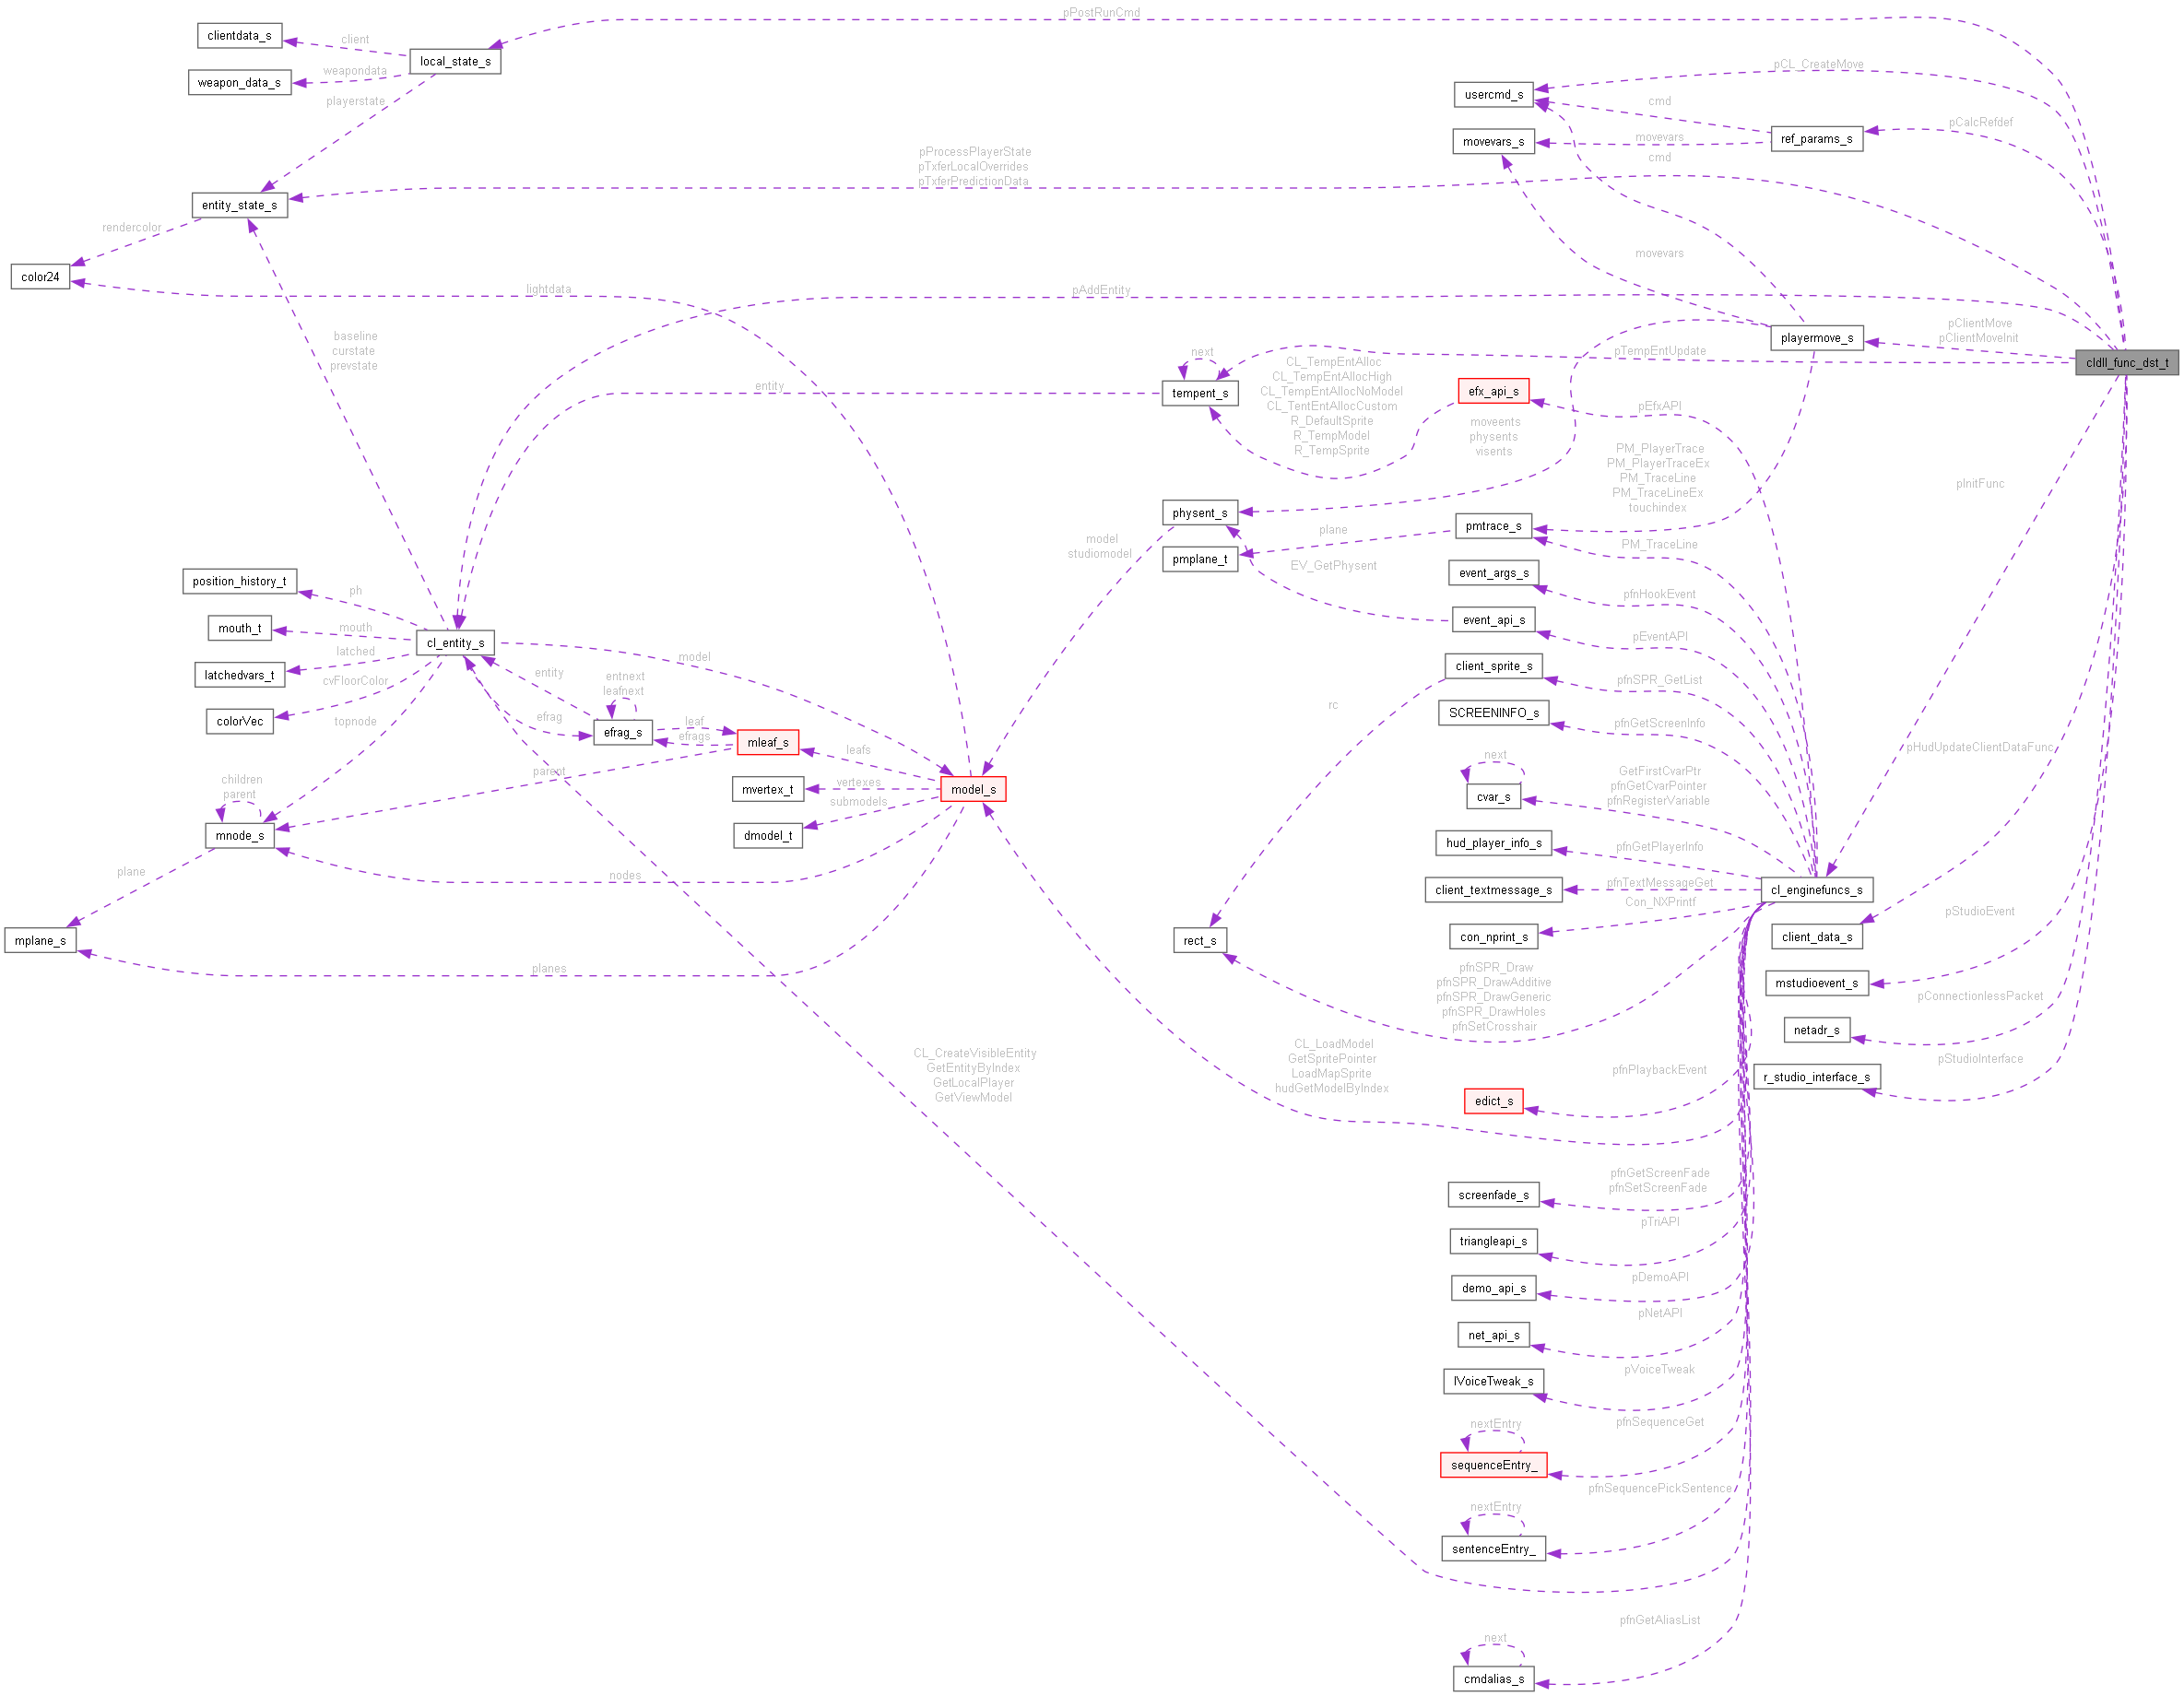 pPostRunCmd
clientdata_s
client
local_state_s
weapondata
weapon_data_s
pCL_CreateMove
usercmd_s
cmd
playerstate
pCalcRefdef
movevars_s
movevars
ref_params_s
pProcessPlayerState
pTxferLocalOverrides
pTxferPredictionData
cmd
entity_state_s
rendercolor
movevars
color24
lightdata
pAddEntity
baseline
curstate
prevstate
pClientMove
pClientMoveInit
playermove_s
next
pTempEntUpdate
cldll_func_dst_t
CL_TempEntAlloc
CL_TempEntAllocHigh
CL_TempEntAllocNoModel
CL_TentEntAllocCustom
R_DefaultSprite
R_TempModel
R_TempSprite
entity
tempent_s
efx_api_s
pEfxAPI
moveents
physents
visents
PM_PlayerTrace
PM_PlayerTraceEx
PM_TraceLine
PM_TraceLineEx
touchindex
pInitFunc
physent_s
pmtrace_s
plane
model
studiomodel
PM_TraceLine
pmplane_t
EV_GetPhysent
event_args_s
position_history_t
ph
pfnHookEvent
event_api_s
mouth_t
mouth
cl_entity_s
pEventAPI
latched
model
client_sprite_s
latchedvars_t
cvFloorColor
entity
entnext
leafnext
pfnSPR_GetList
colorVec
topnode
efrag
efrag_s
leaf
efrags
mleaf_s
rc
SCREENINFO_s
pfnGetScreenInfo
leafs
pHudUpdateClientDataFunc
next
children
parent
parent
vertexes
submodels
mvertex_t
model_s
cvar_s
GetFirstCvarPtr
pfnGetCvarPointer
pfnRegisterVariable
mnode_s
dmodel_t
hud_player_info_s
pfnGetPlayerInfo
plane
nodes
client_textmessage_s
pfnTextMessageGet
cl_enginefuncs_s
Con_NXPrintf
pStudioEvent
mplane_s
rect_s
con_nprint_s
client_data_s
planes
pfnSPR_Draw
pfnSPR_DrawAdditive
pfnSPR_DrawGeneric
pfnSPR_DrawHoles
pfnSetCrosshair
mstudioevent_s
pConnectionlessPacket
netadr_s
CL_CreateVisibleEntity
GetEntityByIndex
GetLocalPlayer
GetViewModel
CL_LoadModel
GetSpritePointer
LoadMapSprite
hudGetModelByIndex
pfnPlaybackEvent
pStudioInterface
r_studio_interface_s
edict_s
screenfade_s
pfnGetScreenFade
pfnSetScreenFade
triangleapi_s
pTriAPI
demo_api_s
pDemoAPI
net_api_s
pNetAPI
IVoiceTweak_s
pVoiceTweak
nextEntry
pfnSequenceGet
sequenceEntry_
nextEntry
pfnSequencePickSentence
sentenceEntry_
next
pfnGetAliasList
cmdalias_s